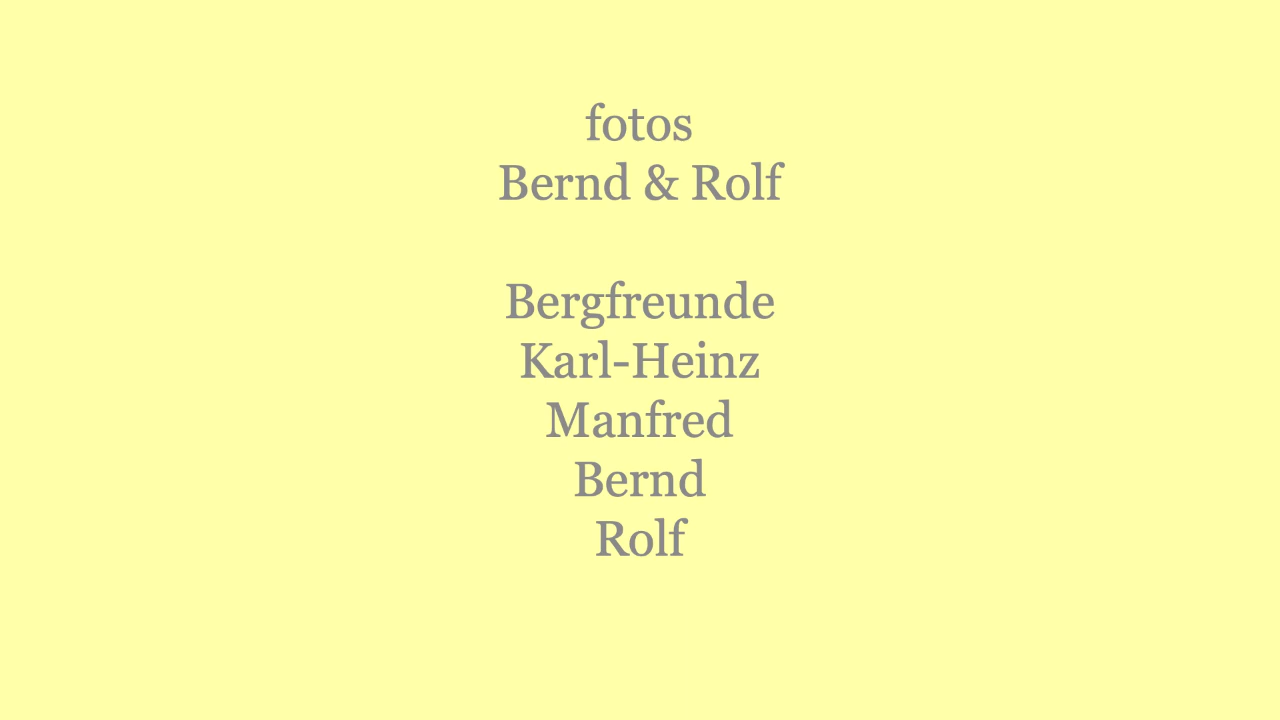 fotos
Bernd & Rolf
Bergfreunde
Karl-Heinz
Manfred
Bernd
Rolf